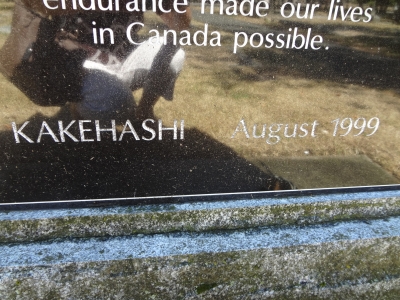 endurance made our lives
in Canada possible.
KAKEHASHI August 1999